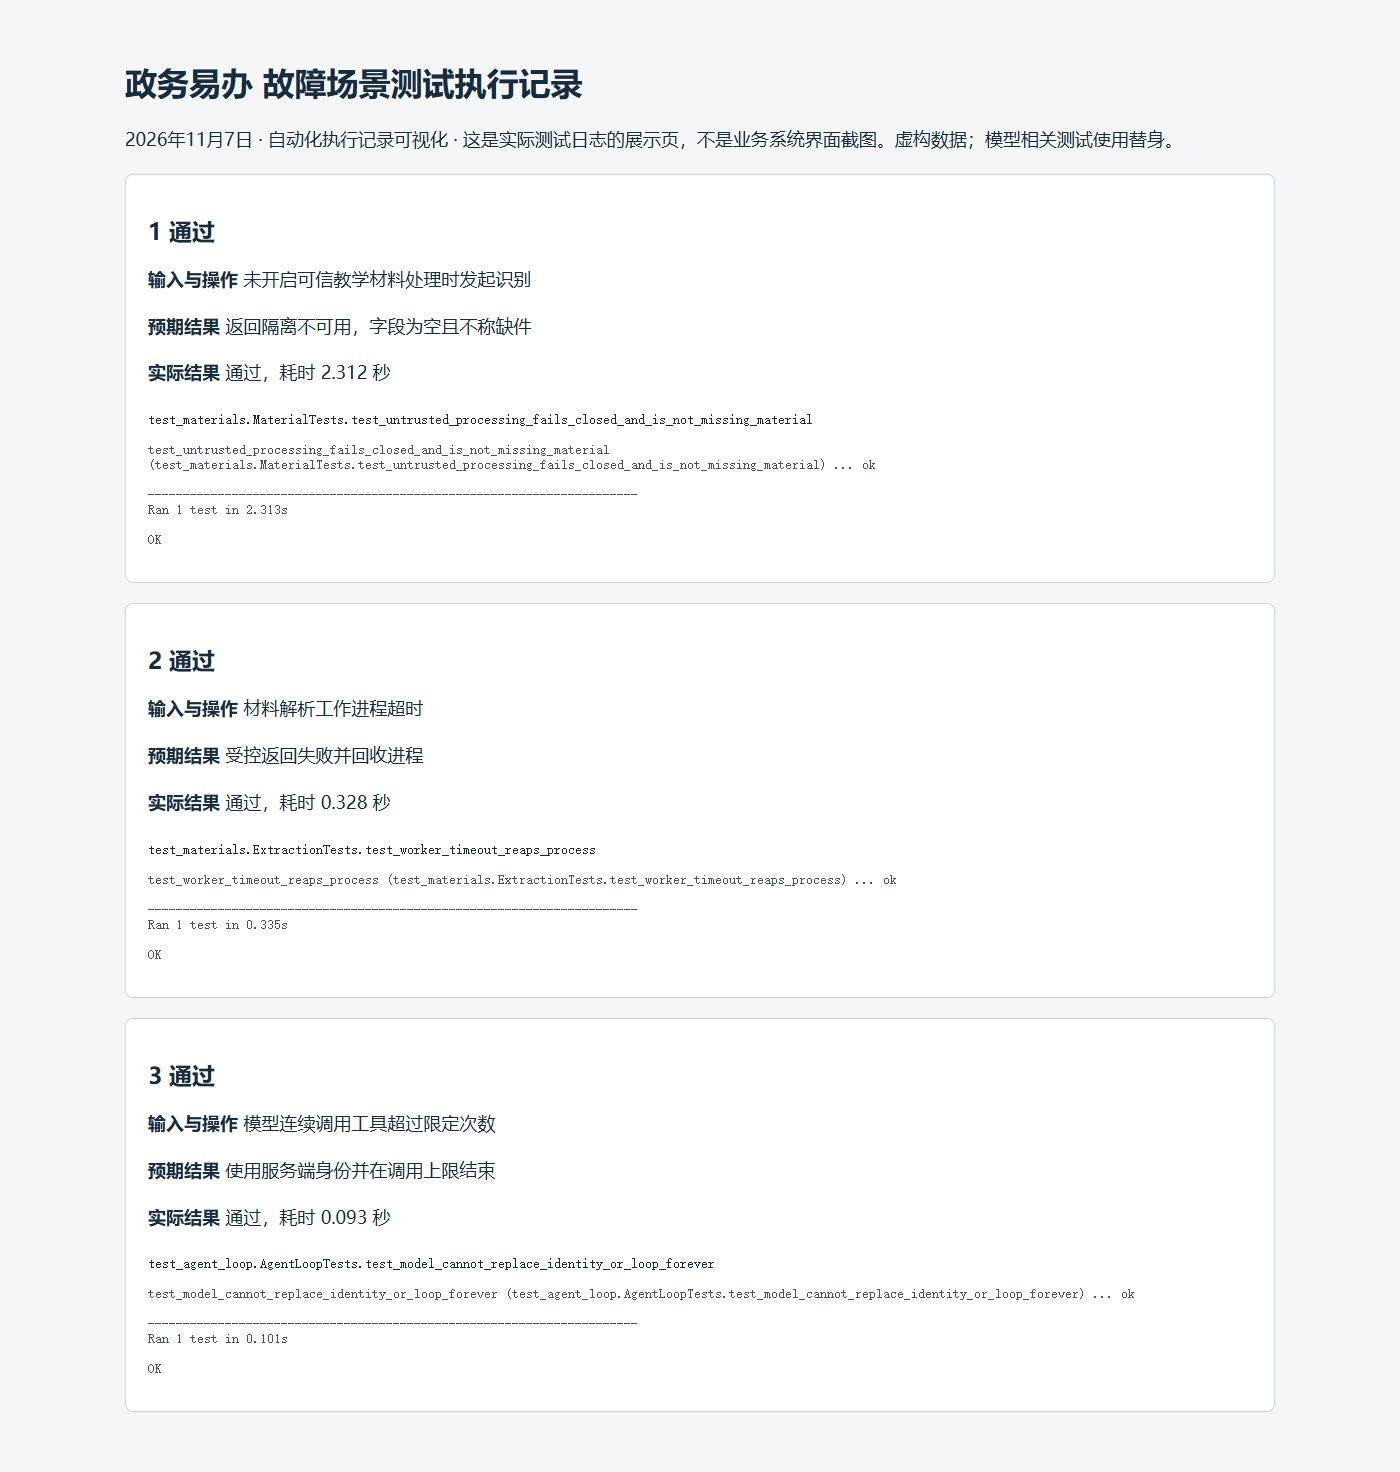 政务易办 故障场景测试执行记录
2026年11月7日 · 自动化执行记录可视化 · 这是实际测试日志的展示页，不是业务系统界面截图。虚构数据；模型相关测试使用替身。
1 通过
输入与操作 未开启可信教学材料处理时发起识别
预期结果 返回隔离不可用，字段为空且不称缺件
实际结果 通过，耗时 2.312 秒
test_materials.MaterialTests.test_untrusted_processing_fails_closed_and_is_not_missing_material
test_untrusted_processing_fails_closed_and_is_not_missing_material
(test_materials.MaterialTests.test_untrusted_processing_fails_closed_and_is_not_missing_material) ... ok
----------------------------------------------------------------------
Ran 1 test in 2.313s
OK
2 通过
输入与操作 材料解析工作进程超时
预期结果 受控返回失败并回收进程
实际结果 通过，耗时 0.328 秒
test_materials.ExtractionTests.test_worker_timeout_reaps_process
test_worker_timeout_reaps_process (test_materials.ExtractionTests.test_worker_timeout_reaps_process) ... ok
----------------------------------------------------------------------
Ran 1 test in 0.335s
OK
3 通过
输入与操作 模型连续调用工具超过限定次数
预期结果 使用服务端身份并在调用上限结束
实际结果 通过，耗时 0.093 秒
test_agent_loop.AgentLoopTests.test_model_cannot_replace_identity_or_loop_forever
test_model_cannot_replace_identity_or_loop_forever (test_agent_loop.AgentLoopTests.test_model_cannot_replace_identity_or_loop_forever) ... ok
----------------------------------------------------------------------
Ran 1 test in 0.101s
OK